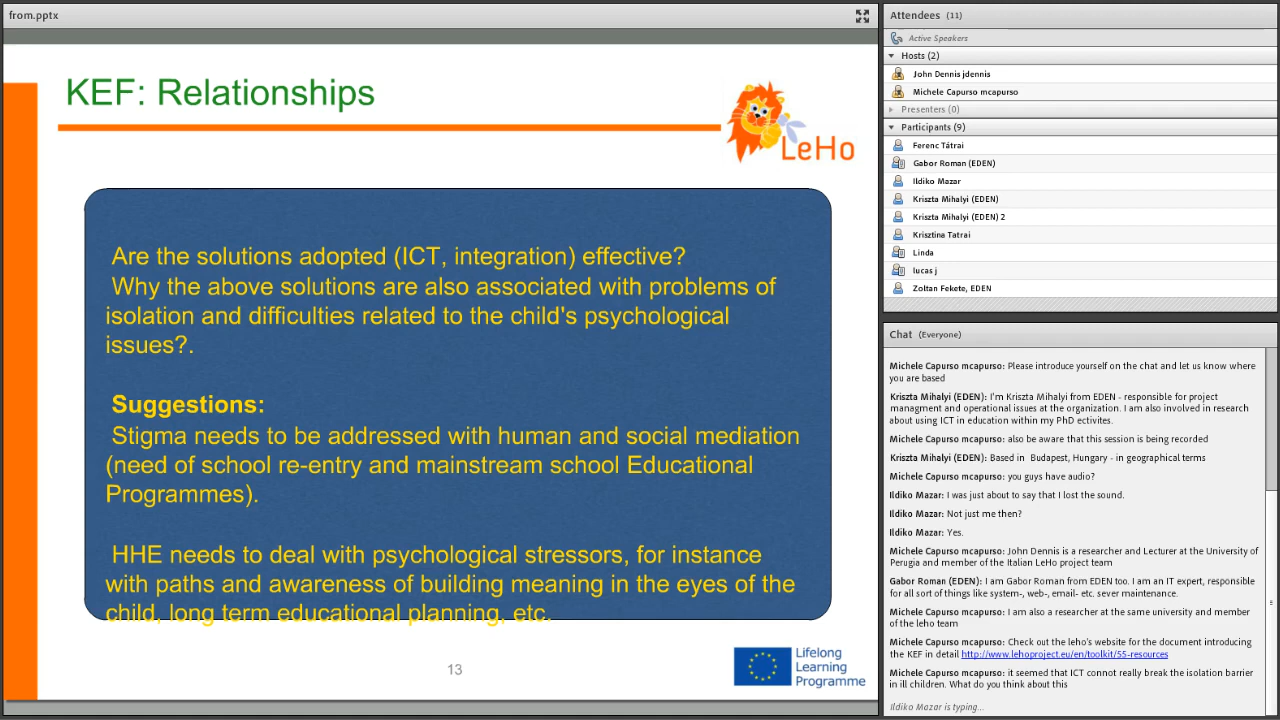 from.pptx
KEF: Relationships
LeHo
Are the solutions adopted (ICT, integration) effective?
Why the above solutions are also associated with problems of
isolation and difficulties related to the child's psychological
issues?.
Suggestions:
Stigma needs to be addressed with human and social mediation
(need of school re-entry and mainstream school Educational
Programmes).
HHE needs to deal with psychological stressors, for instance
with paths and awareness of building meaning in the eyes of the
child, long term educational planning, etc.
13
Lifelong
Learning
Programme
Attendees (11)
Active Speakers
Hosts (2)
John Dennis jdennis
Michele Capurso mcapurso
Presenters (0)
Participants (9)
Ferenc Tátrai
Gabor Roman (EDEN)
Ildiko Mazar
Kriszta Mihalyi (EDEN)
Kriszta Mihalyi (EDEN) 2
Krisztina Tatrai
Linda
lucas j
Zoltan Fekete, EDEN
Chat (Everyone)
Michele Capurso mcapurso: Please introduce yourself on the chat and let us know where
you are based
Kriszta Mihalyi (EDEN): I'm Kriszta Mihalyi from EDEN - responsible for project
managment and operational issues at the organization. I am also involved in research
about using ICT in education within my PhD ectivites.
Michele Capurso mcapurso: also be aware that this session is being recorded
Kriszta Mihalyi (EDEN): Based in Budapest, Hungary - in geographical terms
Michele Capurso mcapurso: you guys have audio?
Ildiko Mazar: I was just about to say that I lost the sound.
Ildiko Mazar: Not just me then?
Ildiko Mazar: Yes.
Michele Capurso mcapurso: John Dennis is a researcher and Lecturer at the University of
Perugia and member of the Italian LeHo project team
Gabor Roman (EDEN): I am Gabor Roman from EDEN too. I am an IT expert, responsible
for all sort of things like system-, web-, email- etc. sever maintenance.
Michele Capurso mcapurso: I am also a researcher at the same university and member
of the leho team
Michele Capurso mcapurso: Check out the leho's website for the document introducing
the KEF in detail http://www.lehoproject.eu/en/toolkit/55-resources
Michele Capurso mcapurso: it seemed that ICT connot really break the isolation barrier
in ill children. What do you think about this
Ildiko Mazar is typing...